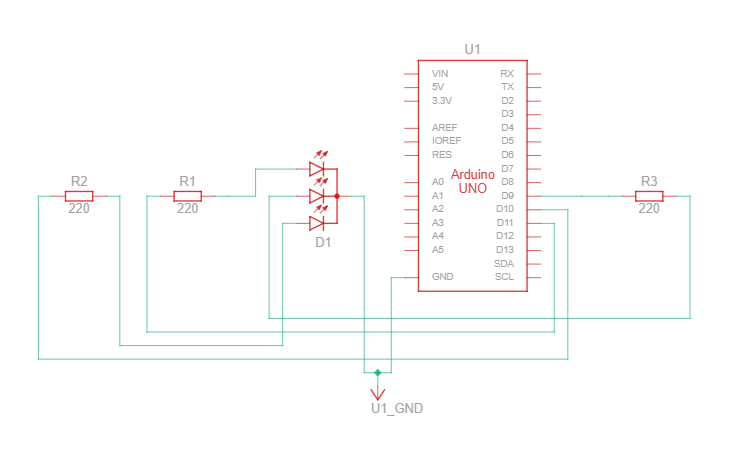 U1
VIN RX
5V TX
3.3V D2
D3
AREF D4
IOREF D5
RES D6
D7
Arduino
UNO
A0 D8
A1 D9
A2 D10
A3 D11
A4 D12
A5 D13
SDA
GND SCL
R2
220
R1
220
D1
R3
220
U1_GND